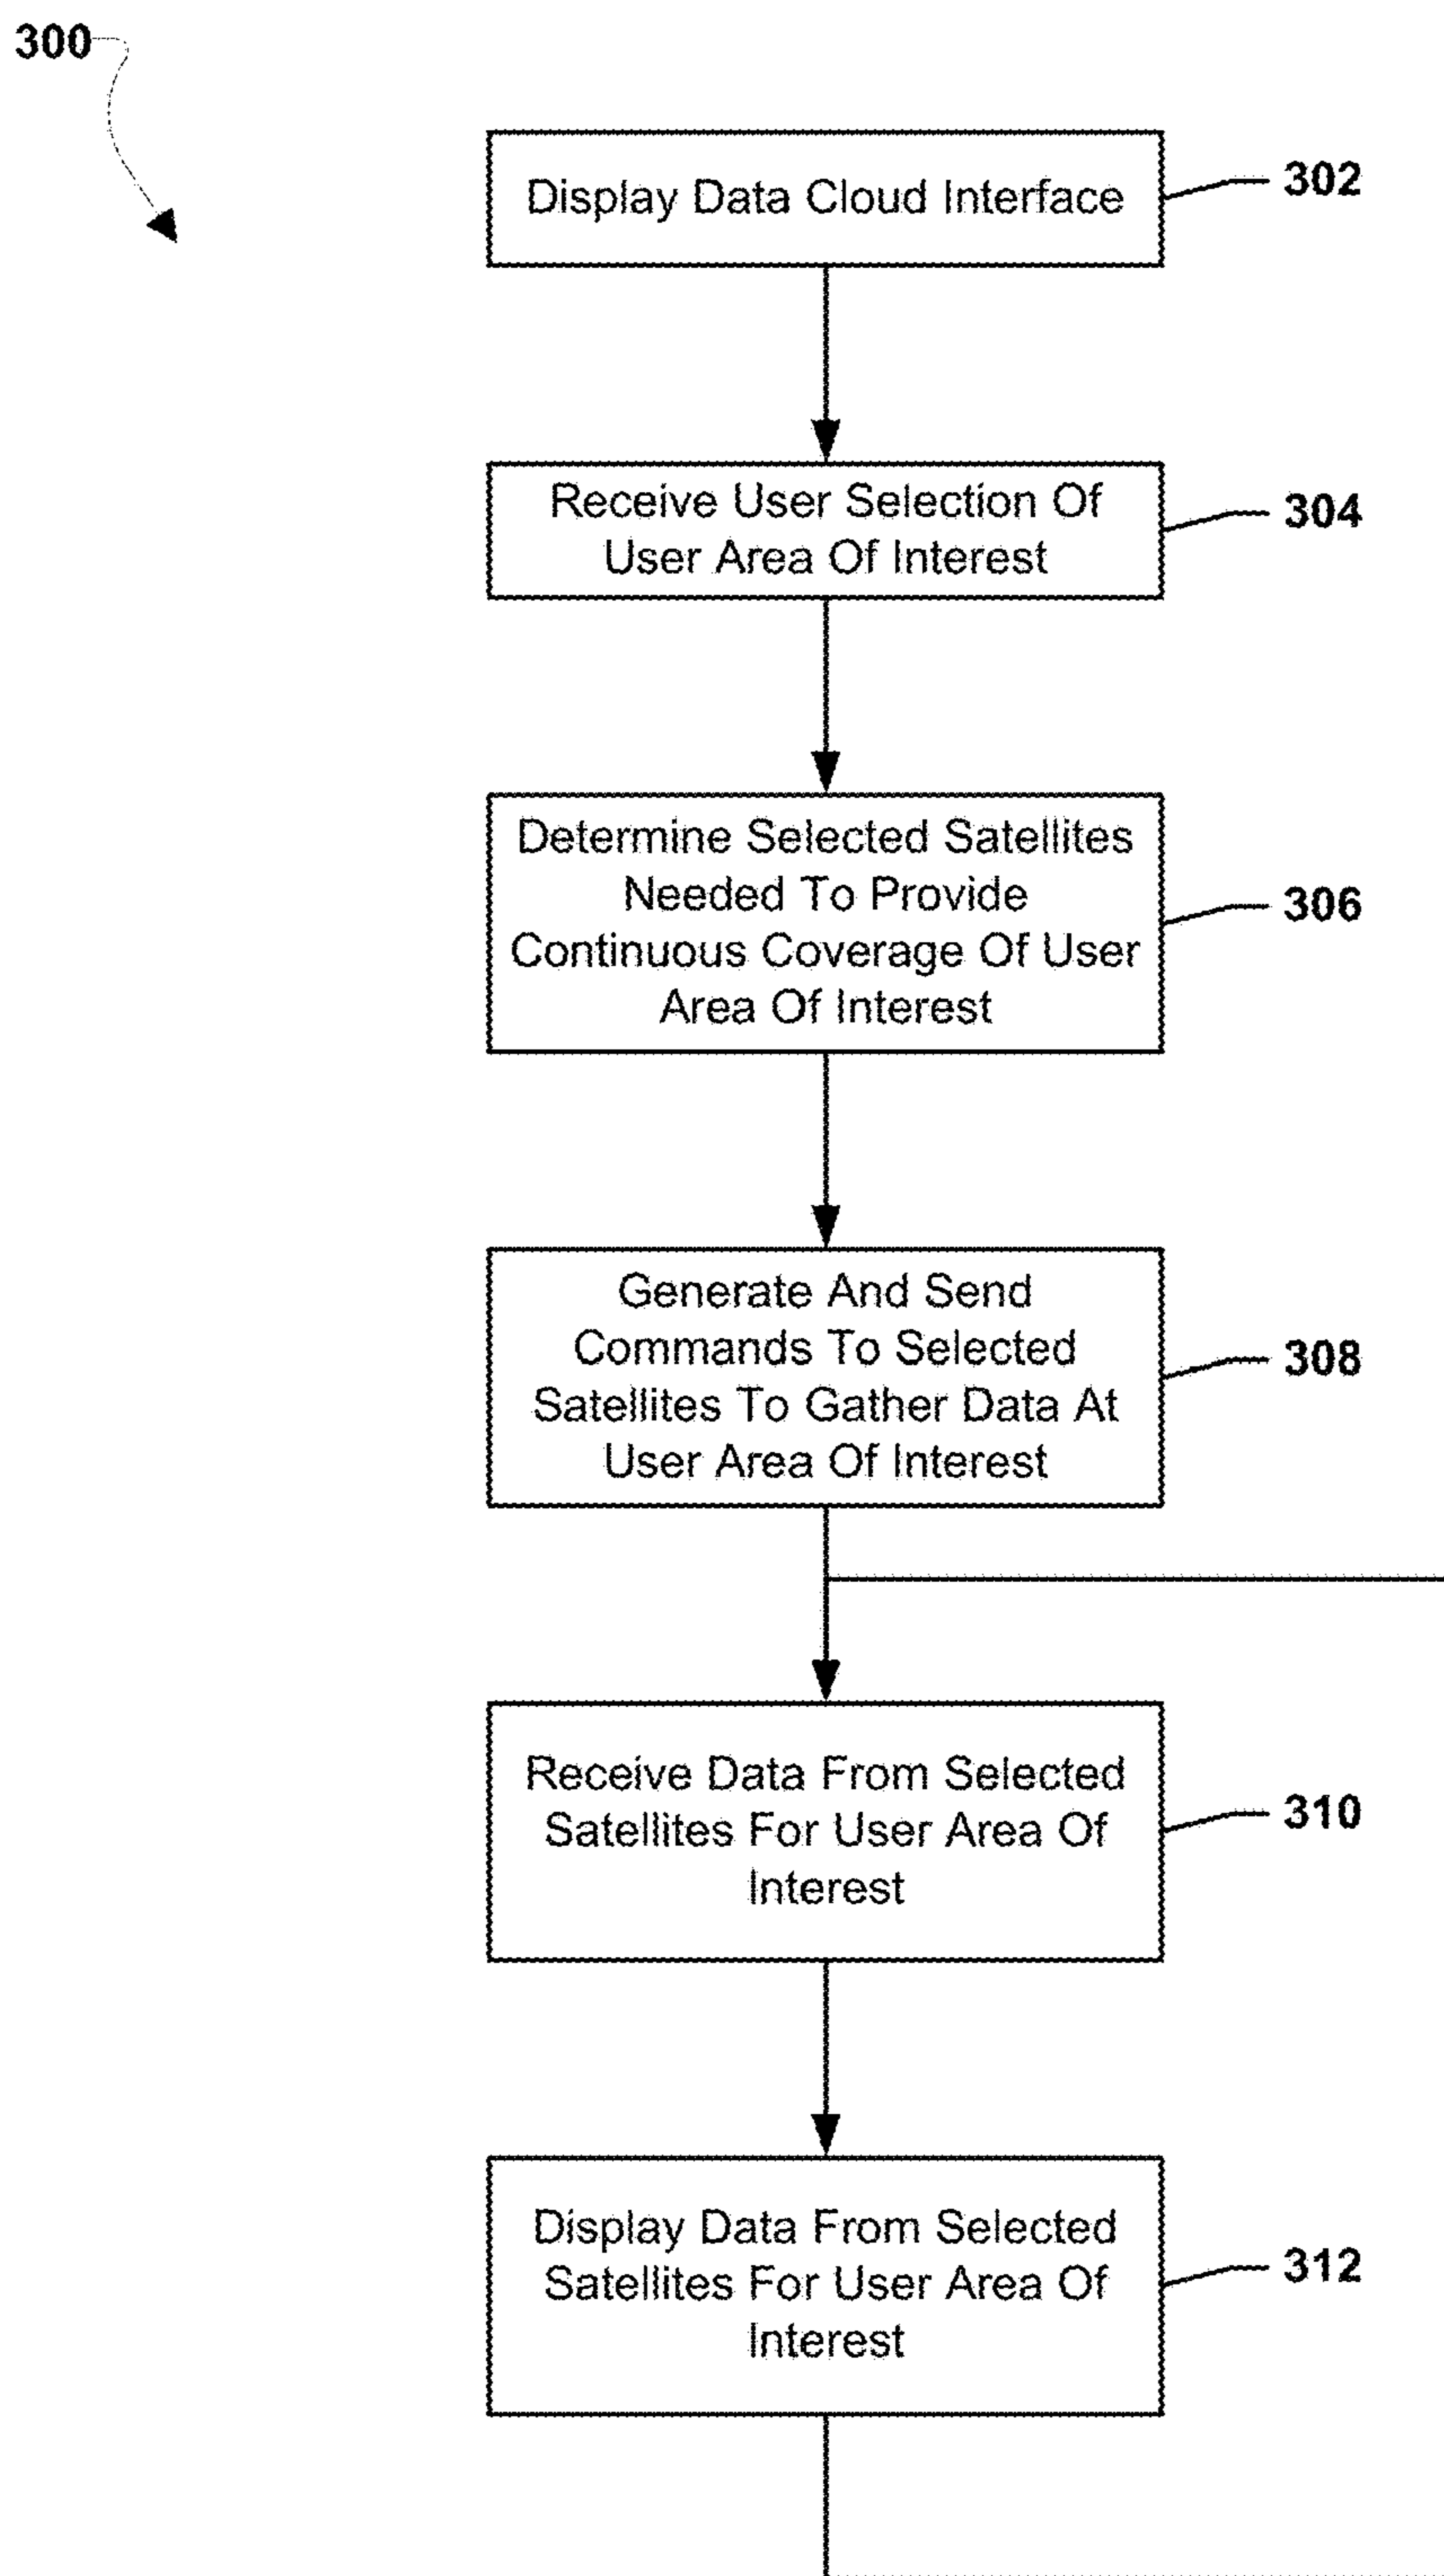 300
Display Data Cloud Interface
302
Receive User Selection Of
User Area Of Interest
304
Determine Selected Satellites
Needed To Provide
Continuous Coverage Of User
Area Of Interest
306
Generate And Send
Commands To Selected
Satellites To Gather Data At
User Area Of Interest
308
Receive Data From Selected
Satellites For User Area Of
Interest
310
Display Data From Selected
Satellites For User Area Of
Interest
312